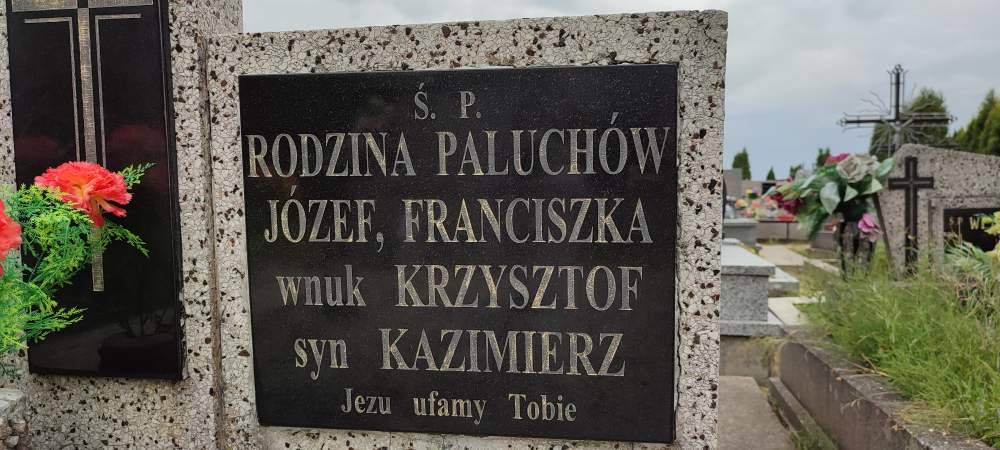 Ś. P.
RODZINA PALUCHÓW
JÓZEF, FRANCISZKA
wnuk KRZYSZTOF
syn KAZIMIERZ
Jezu ufamy Tobie
Ś.P.